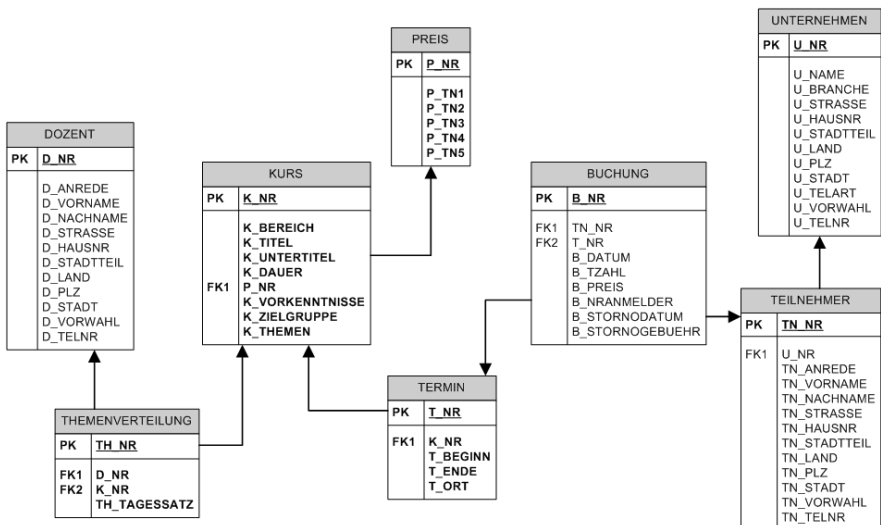 UNTERNEHMEN
PK U_NR
U_NAME
U_BRANCHE
U_STRASSE
U_HAUSNR
U_STADTTEIL
U_LAND
U_PLZ
U_STADT
U_TELART
U_VORWAHL
U_TELNR
PREIS
PK P_NR
P_TN1
P_TN2
P_TN3
P_TN4
P_TN5
DOZENT
PK D_NR
D_ANREDE
D_VORNAME
D_NACHNAME
D_STRASSE
D_HAUSNR
D_STADTTEIL
D_LAND
D_PLZ
D_STADT
D_VORWAHL
D_TELNR
KURS
PK K_NR
K_BEREICH
K_TITEL
K_UNTERTITEL
K_DAUER
FK1 P_NR
K_VORKENNTNISSE
K_ZIELGRUPPE
K_THEMEN
BUCHUNG
PK B_NR
FK1 TN_NR
FK2 T_NR
B_DATUM
B_TZAHL
B_PREIS
B_NRANMELDER
B_STORNODATUM
B_STORNOGEBUEHR
TEILNEHMER
PK TN_NR
FK1 U_NR
TN_ANREDE
TN_VORNAME
TN_NACHNAME
TN_STRASSE
TN_HAUSNR
TN_STADTTEIL
TN_LAND
TN_PLZ
TN_STADT
TN_VORWAHL
TN_TELNR
TERMIN
PK T_NR
FK1 K_NR
T_BEGINN
T_ENDE
T_ORT
THEMENVERTEILUNG
PK TH_NR
FK1 D_NR
FK2 K_NR
TH_TAGESSATZ